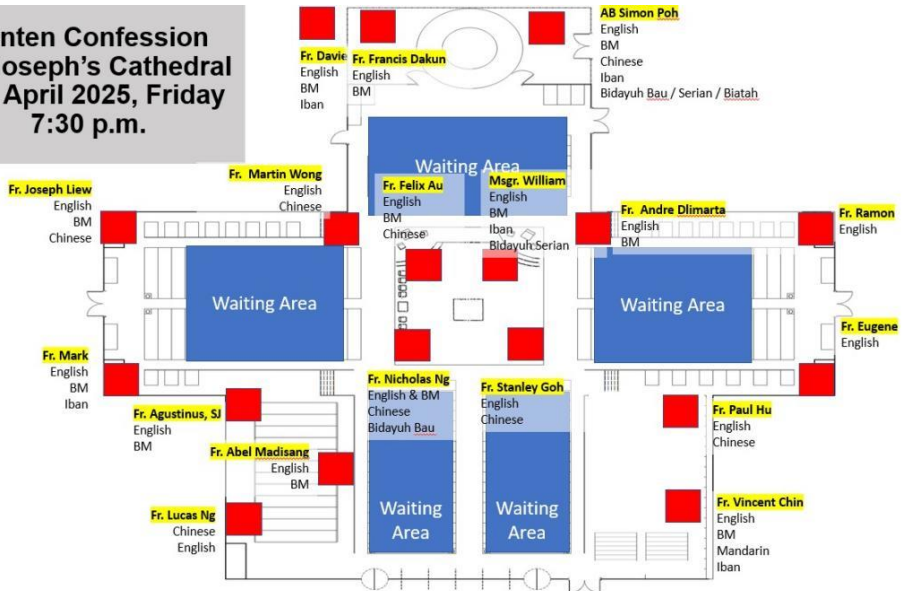 nten Confession
oseph's Cathedral
April 2025, Friday
7:30 p.m.
Fr. Davie
English
BM
Iban
Fr. Francis Dakun
English
BM
AB Simon Poh
English
BM
Chinese
Iban
Bidayuh Bau / Serian / Biatah
Waiting Area
Fr. Joseph Liew
English
BM
Chinese
Fr. Martin Wong
English
Chinese
Fr. Felix Au
English
BM
Chinese
Msgr. William
English
BM
Iban
Bidayuh Serian
Fr. Andre Dlimarta
English
BM
Fr. Ramon
English
Waiting Area
Waiting Area
Fr. Mark
English
BM
Iban
Fr. Eugene
English
Fr. Nicholas Ng
English & BM
Chinese
Bidayuh Bau
Fr. Stanley Goh
English
Chinese
Fr. Agustinus, SJ
English
BM
Fr. Paul Hu
English
Chinese
Fr. Abel Madisang
English
BM
Fr. Lucas Ng
Chinese
English
Waiting
Area
Waiting
Area
Fr. Vincent Chin
English
BM
Mandarin
Iban